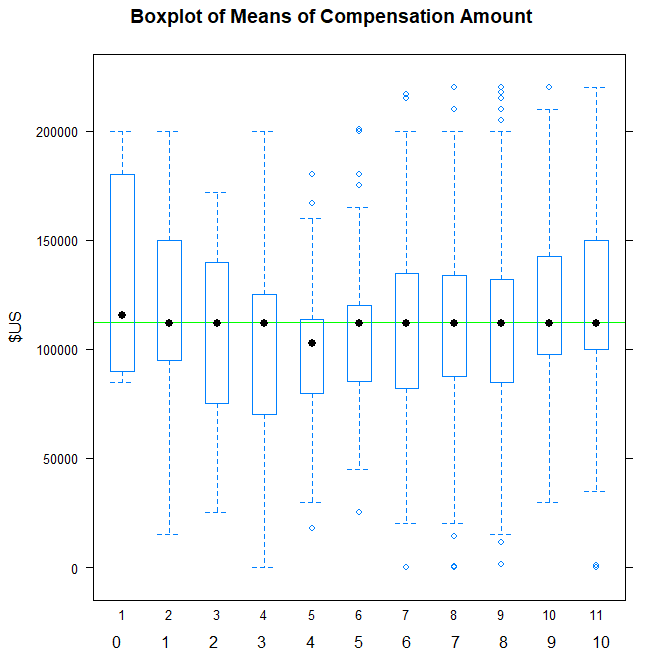 Boxplot of Means of Compensation Amount
$US
200000
150000
100000
50000
0
1 2 3 4 5 6 7 8 9 10 11
0 1 2 3 4 5 6 7 8 9 10